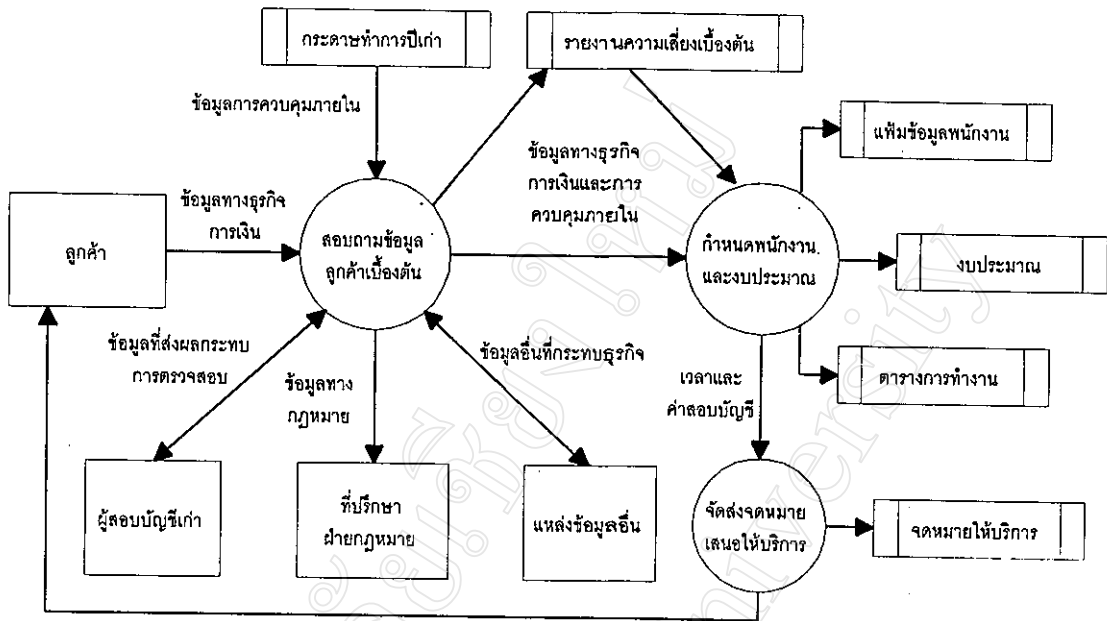 กระดาษทำการปีเก่า
รายงานความเสี่ยงเบื้องต้น
ข้อมูลการควบคุมภายใน
แฟ้มข้อมูลพนักงาน
ข้อมูลทางธุรกิจ
การเงินและการ
ควบคุมภายใน
ข้อมูลทางธุรกิจ
การเงิน
ลูกค้า
สอบถามข้อมูล
ลูกค้าเบื้องต้น
กำหนดพนักงาน.
และงบประมาณ
งบประมาณ
ข้อมูลที่ส่งผลกระทบ
การตรวจสอบ
ข้อมูลทาง
กฎหมาย
ข้อมูลอื่นที่กระทบธุรกิจ
เวลาและ
ค่าสอบบัญชี
ตารางการทำงาน
ผู้สอบบัญชีเก่า
ที่ปรึกษา
ฝ่ายกฎหมาย
แหล่งข้อมูลอื่น
จัดส่งจดหมาย
เสนอให้บริการ
จดหมายให้บริการ
University